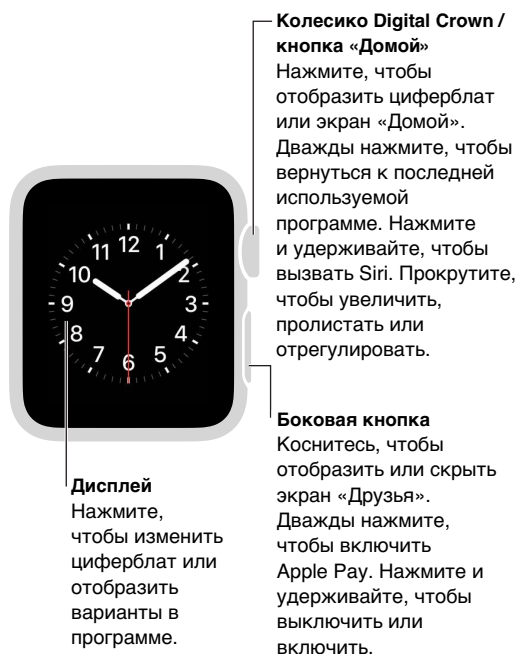 Колесико Digital Crown /
кнопка «Домой»
Нажмите, чтобы
отобразить циферблат
или экран «Домой».
Дважды нажмите, чтобы
вернуться к последней
используемой
программе. Нажмите
и удерживайте, чтобы
вызвать Siri. Прокрутите,
чтобы увеличить,
пролистать или
отрегулировать.
12
11
1
10
2
9
3
8
4
7
5
6
Боковая кнопка
Коснитесь, чтобы
отобразить или скрыть
экран «Друзья».
Дважды нажмите,
чтобы включить
Apple Pay. Нажмите и
удерживайте, чтобы
выключить или
включить.
Дисплей
Нажмите,
чтобы изменить
циферблат или
отобразить
варианты в
программе.